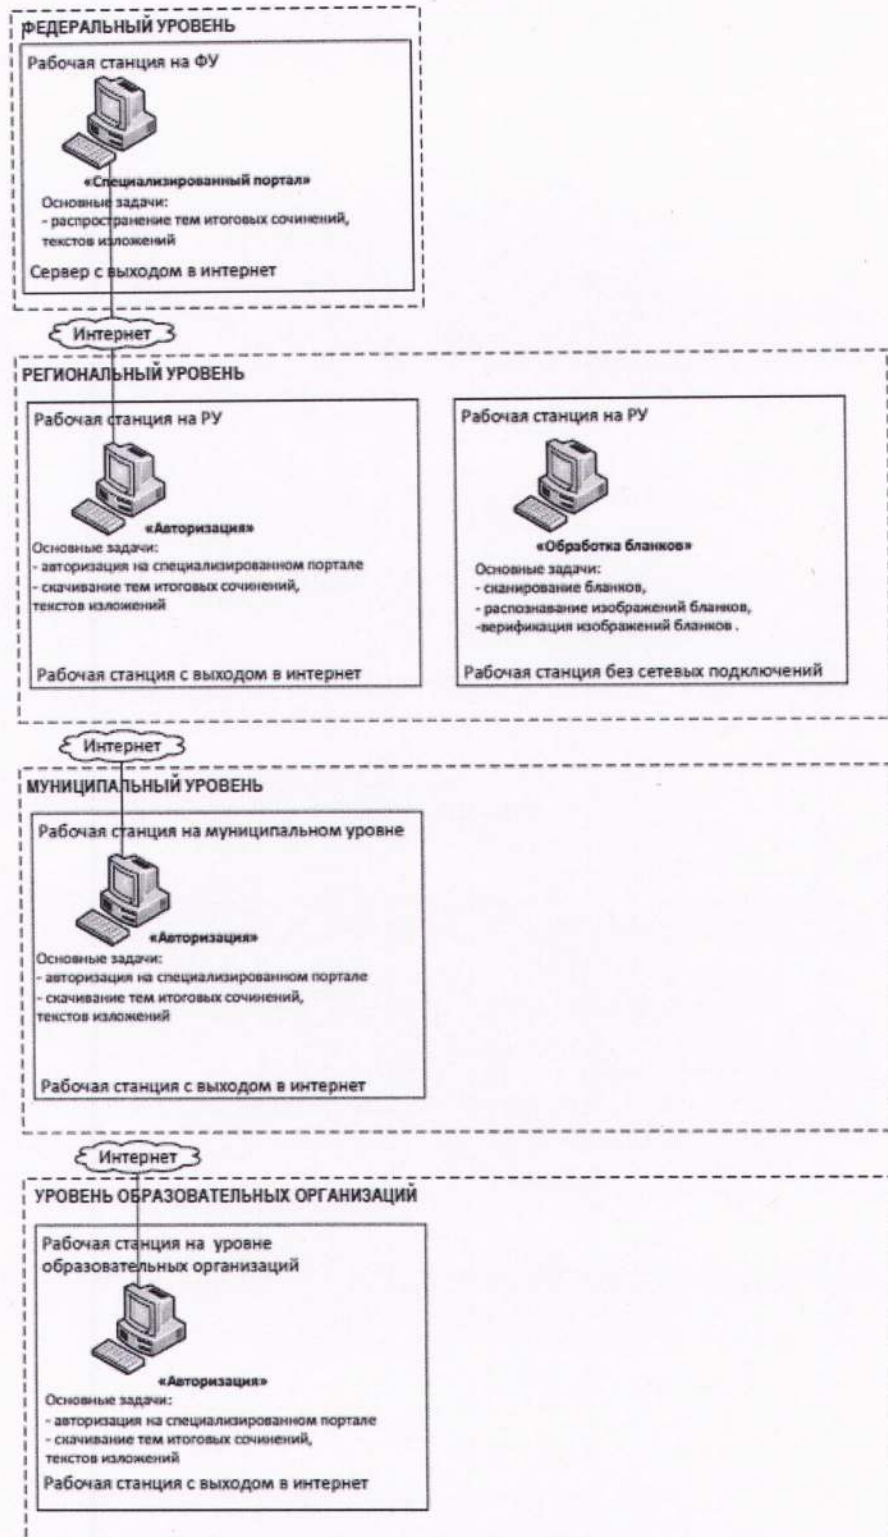 ФЕДЕРАЛЬНЫЙ УРОВЕНЬ
Рабочая станция на ФУ
«Специализированный портал»
Основные задачи:
- распространение тем итоговых сочинений,
текстов изложений
Сервер с выходом в интернет
Интернет
РЕГИОНАЛЬНЫЙ УРОВЕНЬ
Рабочая станция на РУ
«Авторизация»
Основные задачи:
- авторизация на специализированном портале
- скачивание тем итоговых сочинений,
текстов изложений
Рабочая станция с выходом в интернет
Рабочая станция на РУ
«Обработка бланков»
Основные задачи:
- сканирование бланков,
- распознавание изображений бланков,
-верификация изображений бланков .
Рабочая станция без сетевых подключений
Интернет
МУНИЦИПАЛЬНЫЙ УРОВЕНЬ
Рабочая станция на муниципальном уровне
«Авторизация»
Основные задачи:
- авторизация на специализированном портале
- скачивание тем итоговых сочинений,
текстов изложений
Рабочая станция с выходом в интернет
Интернет
УРОВЕНЬ ОБРАЗОВАТЕЛЬНЫХ ОРГАНИЗАЦИЙ
Рабочая станция на уровне
образовательных организаций
«Авторизация»
Основные задачи:
- авторизация на специализированном портале
- скачивание тем итоговых сочинений,
текстов изложений
Рабочая станция с выходом в интернет